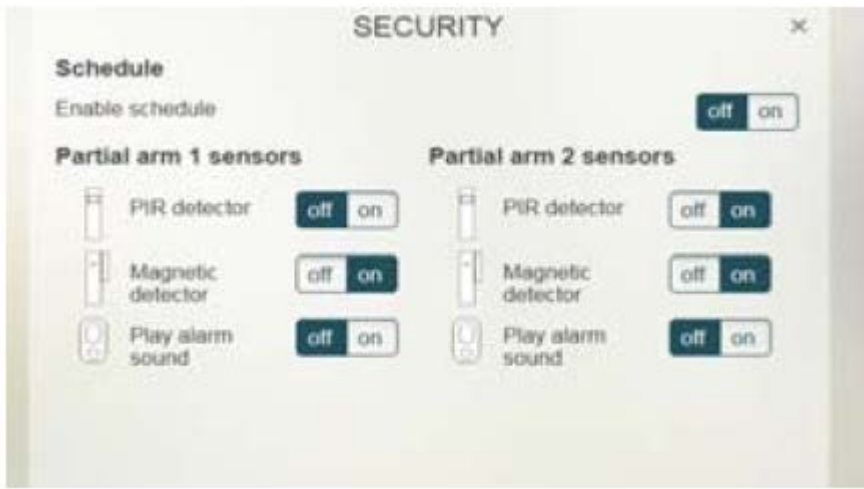 SECURITY ×
Schedule
Enable schedule off on
Partial arm 1 sensors Partial arm 2 sensors
PIR detector off on PIR detector off on
Magnetic off on Magnetic off on
detector detector
Play alarm off on Play alarm off on
sound sound